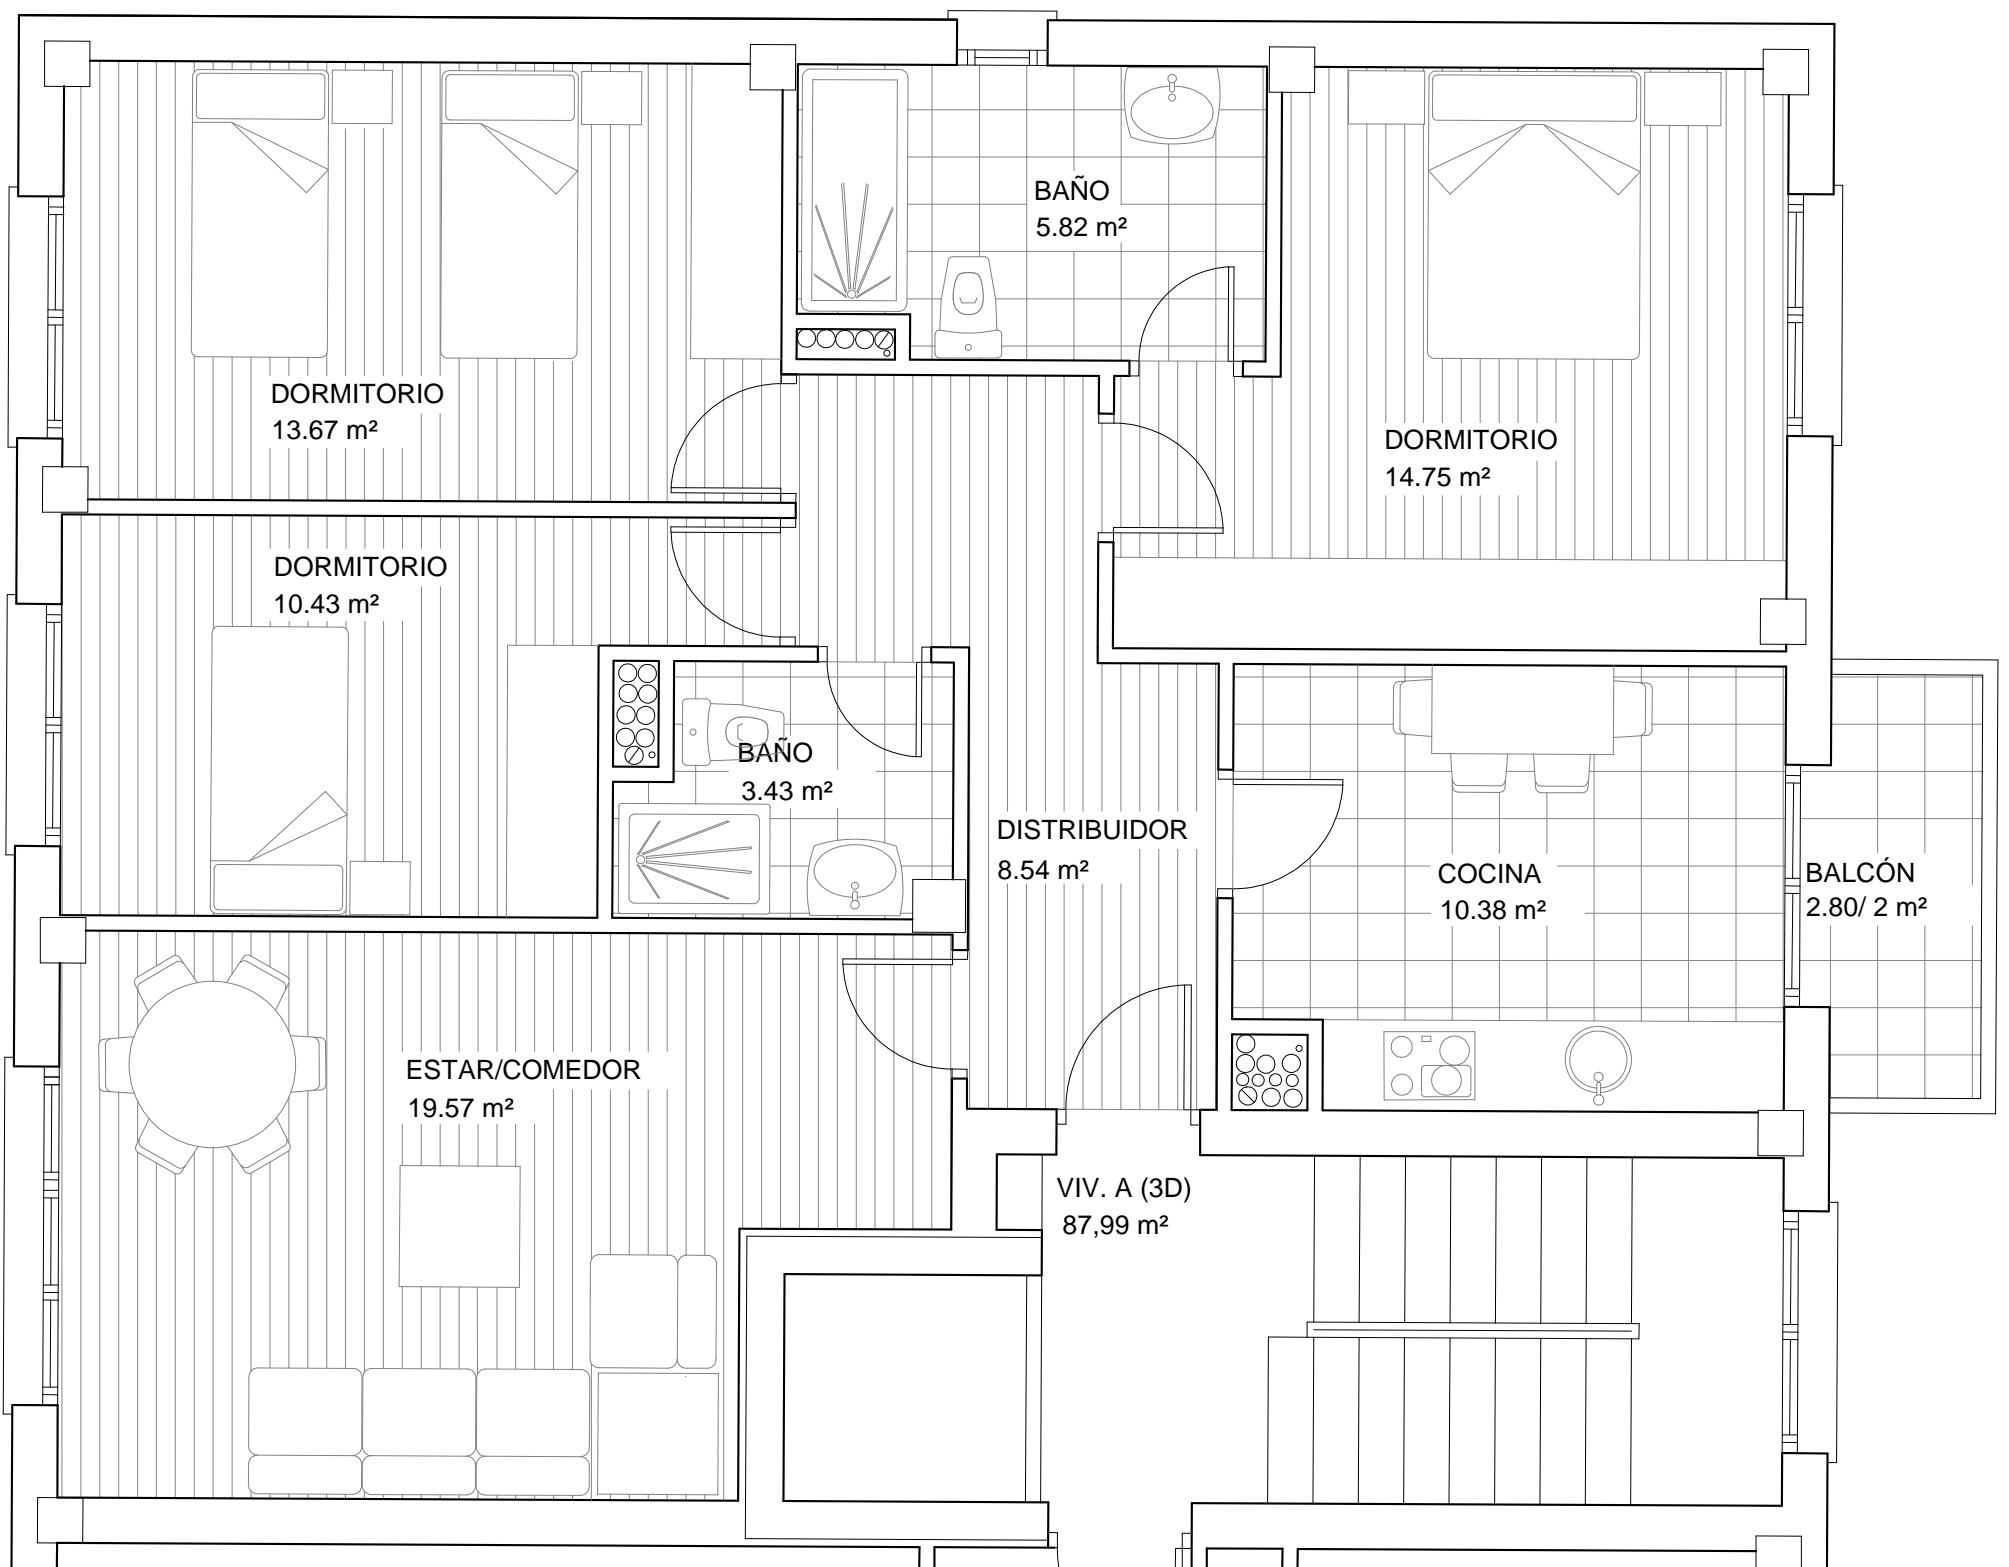 BAÑO
5.82 m²
DORMITORIO
13.67 m²
DORMITORIO
14.75 m²
DORMITORIO
10.43 m²
BAÑO
3.43 m²
DISTRIBUIDOR
8.54 m²
COCINA
10.38 m²
BALCÓN
2.80/ 2 m²
ESTAR/COMEDOR
19.57 m²
VIV. A (3D)
87,99 m²